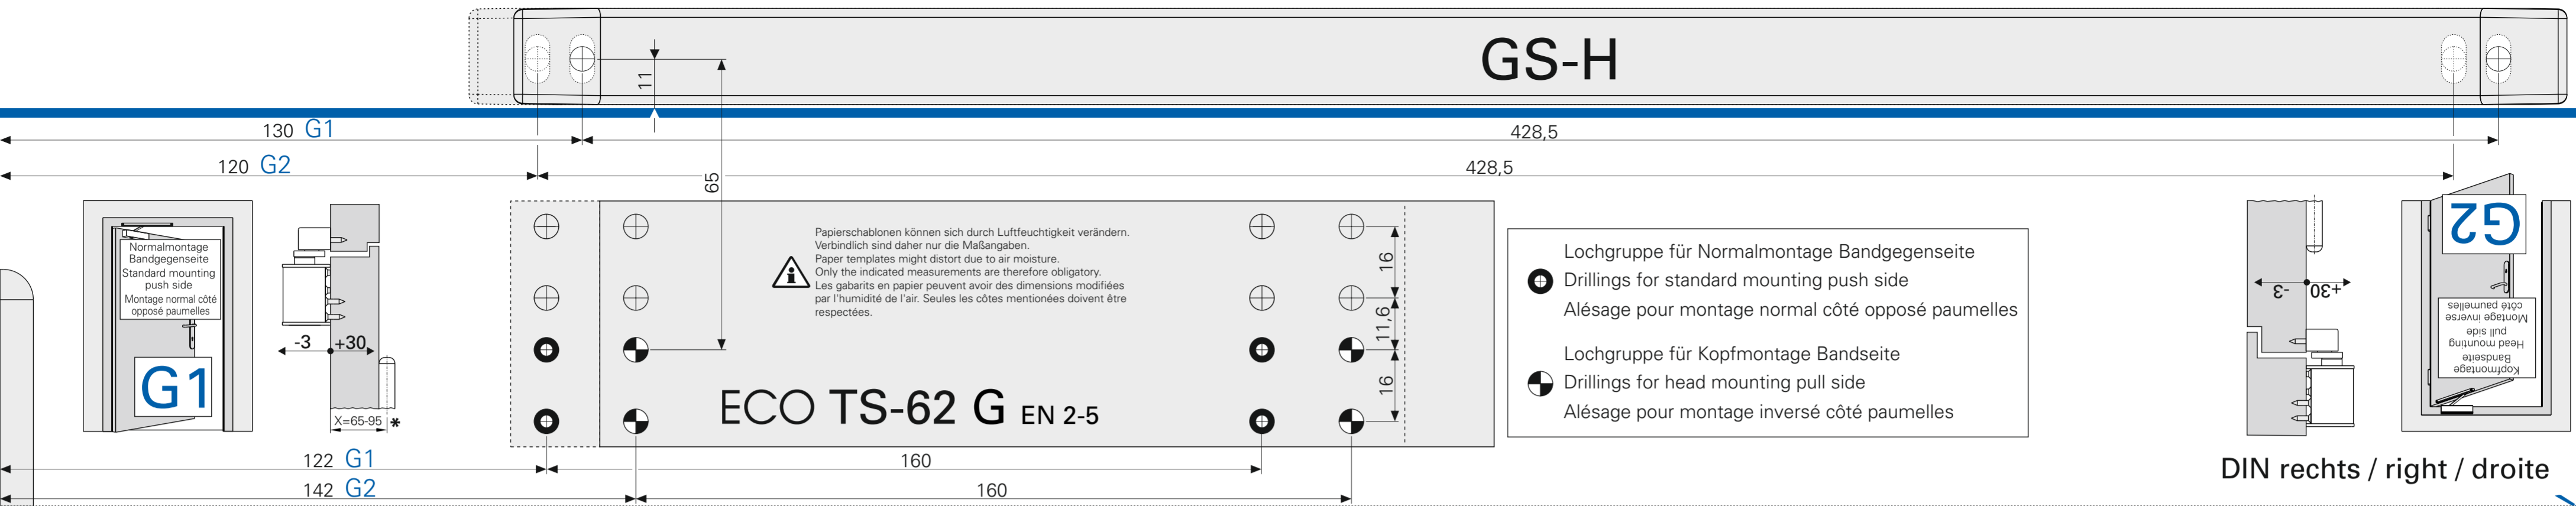 GS-H
11
130 G1
428,5
120 G2
428,5
65
Normalmontage
Bandgegenseite
Standard mounting
push side
Montage normal côté
opposé paumelles
G1
-3
+30
X=65-95 *
Papierschablonen können sich durch Luftfeuchtigkeit verändern.
Verbindlich sind daher nur die Maßangaben.
Paper templates might distort due to air moisture.
Only the indicated measurements are therefore obligatory.
Les gabarits en papier peuvent avoir des dimensions modifiées
par l'humidité de l'air. Seules les côtes mentionées doivent être
respectées.
16
11,6
16
ECO TS-62 G EN 2-5
Lochgruppe für Normalmontage Bandgegenseite
Drillings for standard mounting push side
Alésage pour montage normal côté opposé paumelles
Lochgruppe für Kopfmontage Bandseite
Drillings for head mounting pull side
Alésage pour montage inversé côté paumelles
-3
+30
G2
Kopfmontage
Bandseite
Head mounting
pull side
Montage inverse
côté paumelles
122 G1
160
142 G2
160
DIN rechts / right / droite